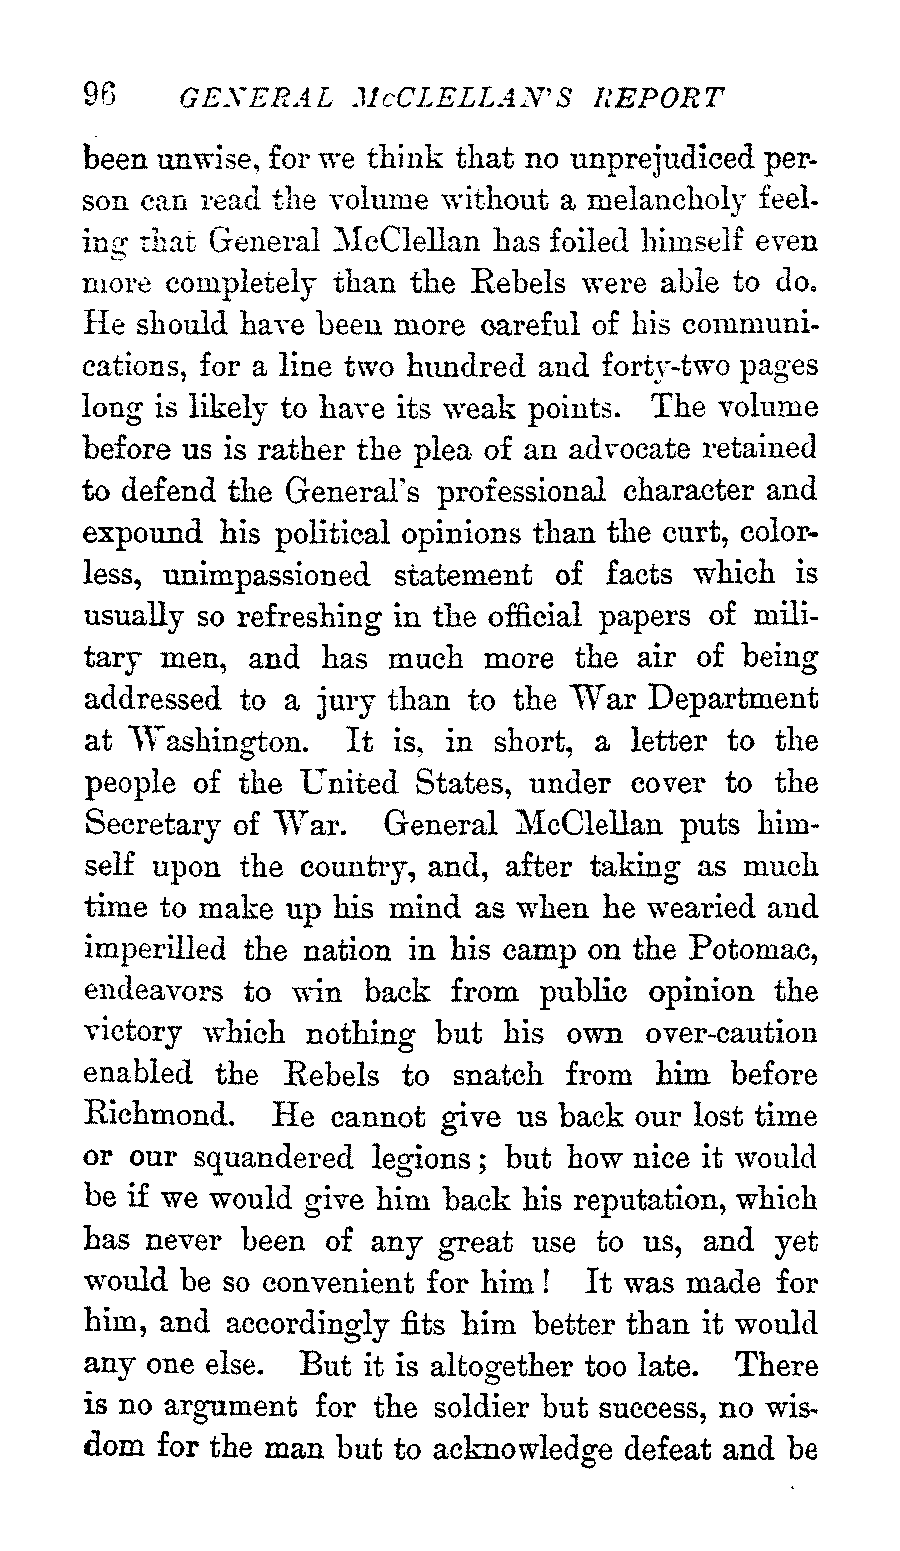 96 GENERAL McCLELLAN'S REPORT
been unwise, for we think that no unprejudiced per-
son can read the volume without a melancholy feel-
ing that General McClellan has foiled himself even
more completely than the Rebels were able to do.
He should have been more careful of his communi-
cations, for a line two hundred and forty-two pages
long is likely to have its weak points. The volume
before us is rather the plea of an advocate retained
to defend the General's professional character and
expound his political opinions than the curt, color-
less, unimpassioned statement of facts which is
usually so refreshing in the official papers of mili-
tary men, and has much more the air of being
addressed to a jury than to the War Department
at Washington. It is, in short, a letter to the
people of the United States, under cover to the
Secretary of War. General McClellan puts him-
self upon the country, and, after taking as much
time to make up his mind as when he wearied and
imperilled the nation in his camp on the Potomac,
endeavors to win back from public opinion the
victory which nothing but his own over-caution
enabled the Rebels to snatch from him before
Richmond. He cannot give us back our lost time
or our squandered legions; but how nice it would
be if we would give him back his reputation, which
has never been of any great use to us, and yet
would be so convenient for him! It was made for
him, and accordingly fits him better than it would
any one else. But it is altogether too late. There
is no argument for the soldier but success, no wis-
dom for the man but to acknowledge defeat and be